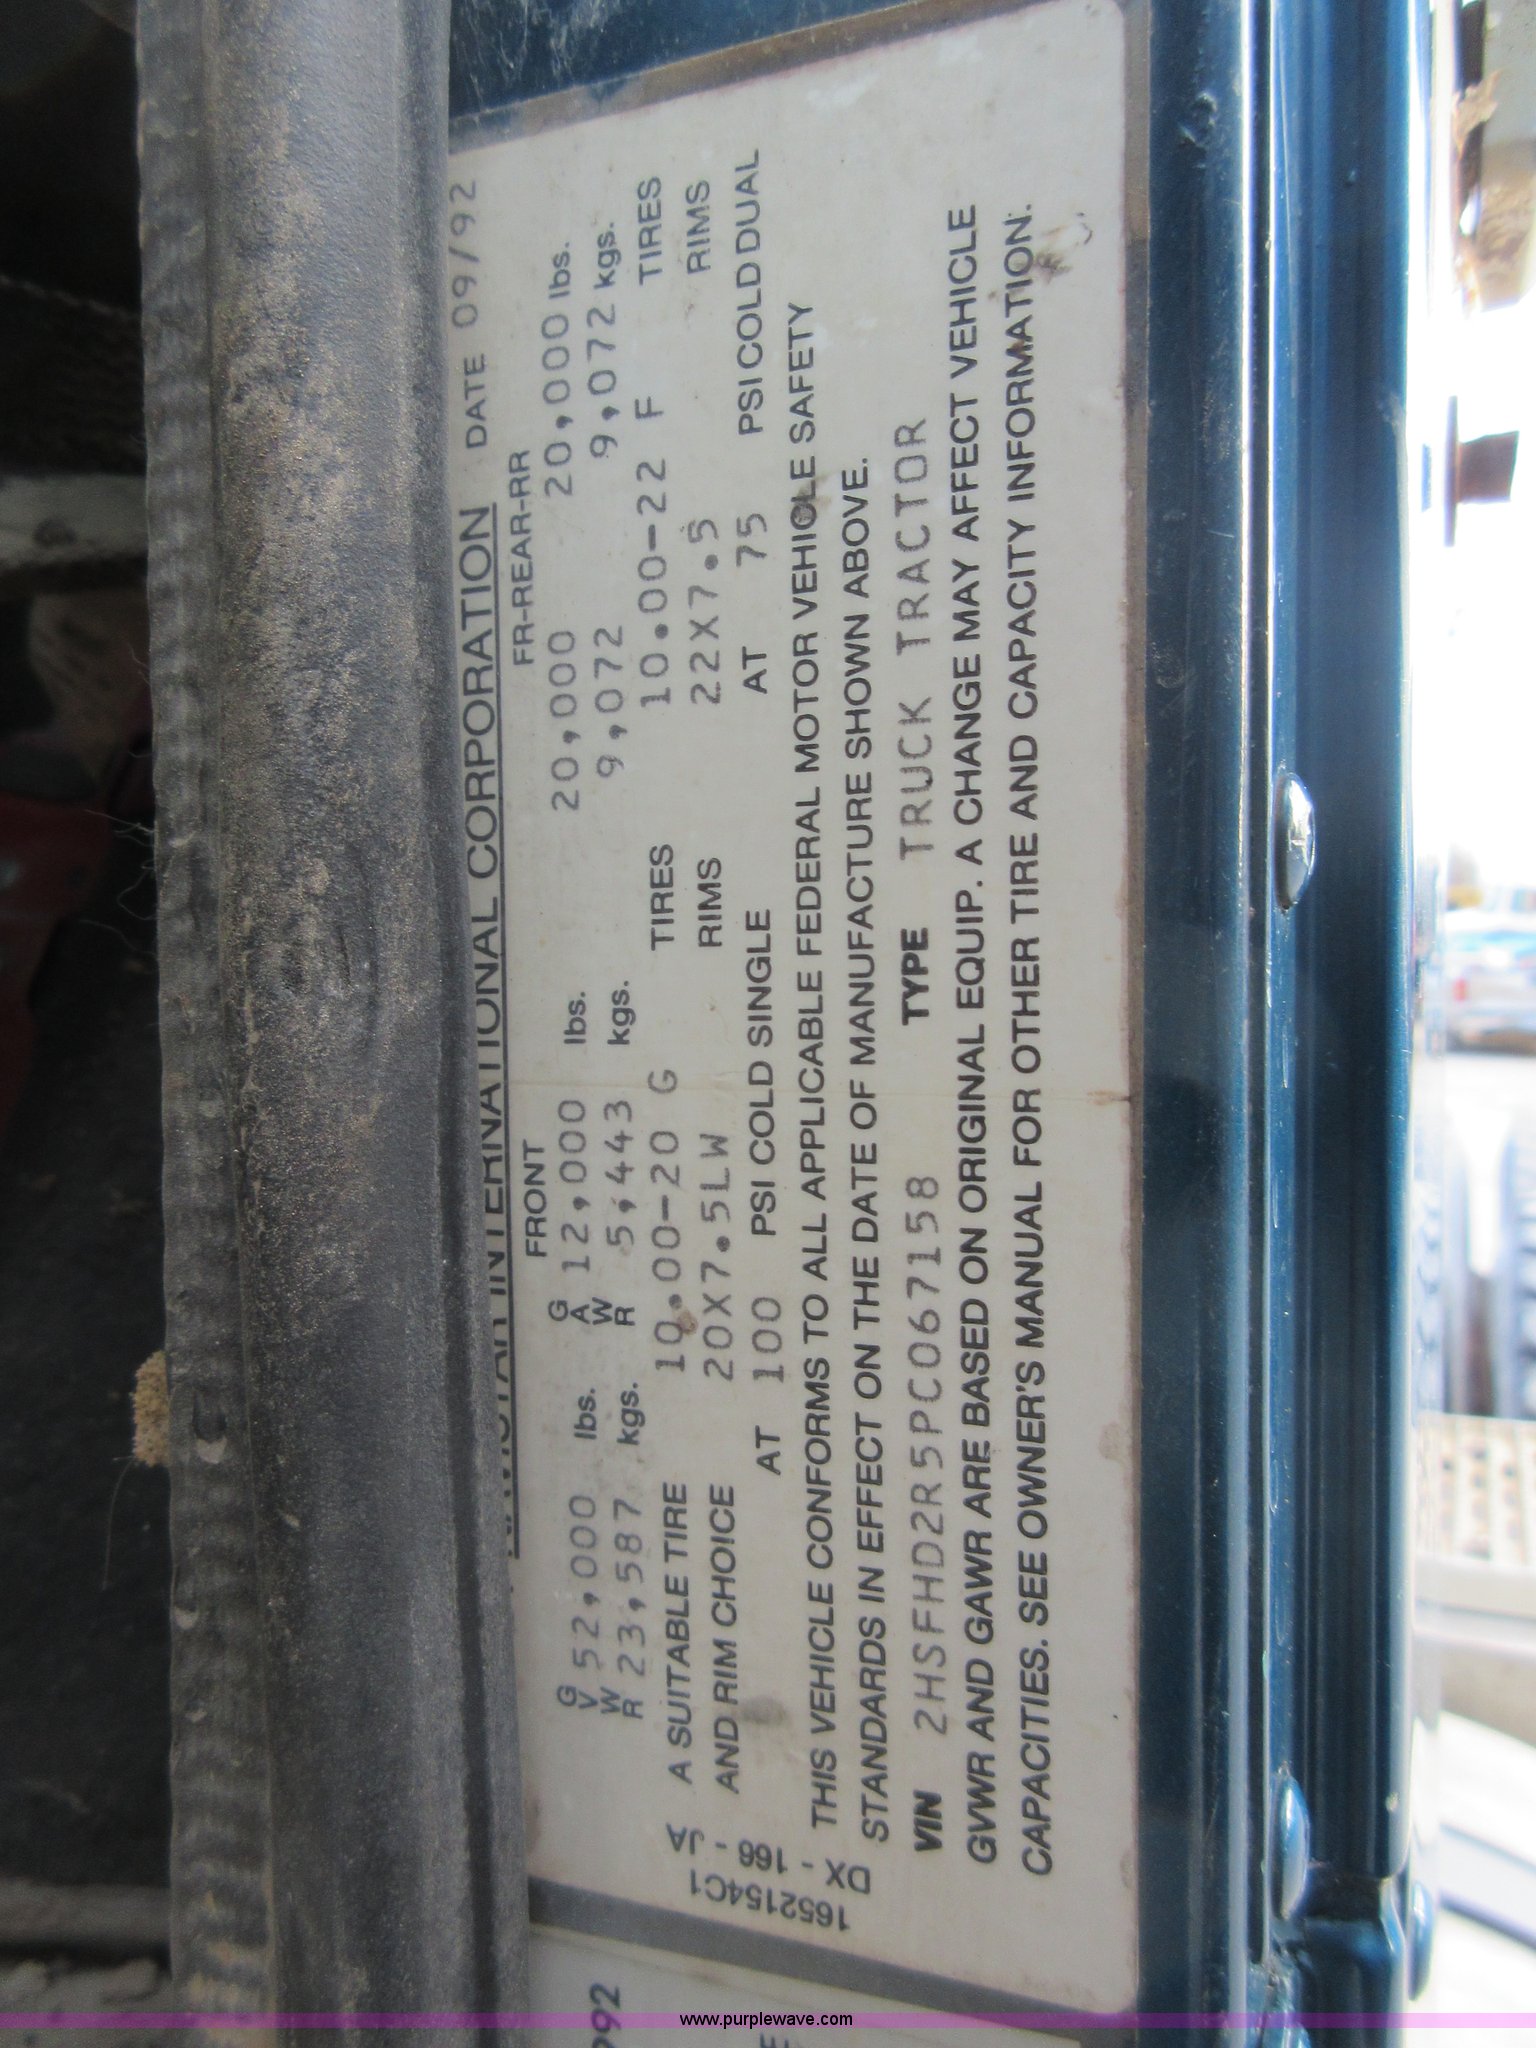 INTERNATIONAL CORPORATION DATE 09/92
FRONT FR-REAR-RR
GVWR 52,000 lbs. GAWR 12,000 lbs. 20,000 20,000 lbs.
23,587 kgs. 5,443 kgs. 9,072 9,072 kgs.
A SUITABLE TIRE 10.00-20 G TIRES 10.00-22 F TIRES
AND RIM CHOICE 20X7.5LW RIMS 22X7.5 RIMS
AT 100 PSI COLD SINGLE AT 75 PSI COLD DUAL
THIS VEHICLE CONFORMS TO ALL APPLICABLE FEDERAL MOTOR VEHICLE SAFETY
STANDARDS IN EFFECT ON THE DATE OF MANUFACTURE SHOWN ABOVE.
VIN 2HSFHD2R5PC067158 TYPE TRUCK TRACTOR
GVWR AND GAWR ARE BASED ON ORIGINAL EQUIP. A CHANGE MAY AFFECT VEHICLE
CAPACITIES. SEE OWNER'S MANUAL FOR OTHER TIRE AND CAPACITY INFORMATION.
1652154C1
DX - 166 - JA
www.purplewave.com